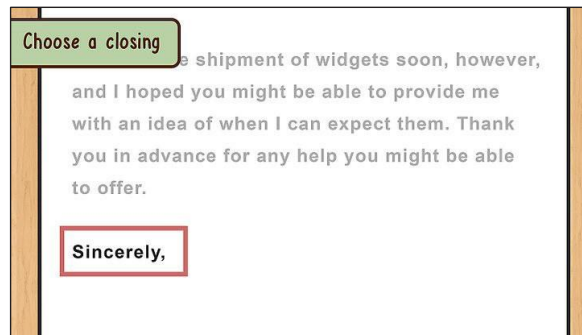 Choose a closing
e shipment of widgets soon, however,
and I hoped you might be able to provide me
with an idea of when I can expect them. Thank
you in advance for any help you might be able
to offer.
Sincerely,